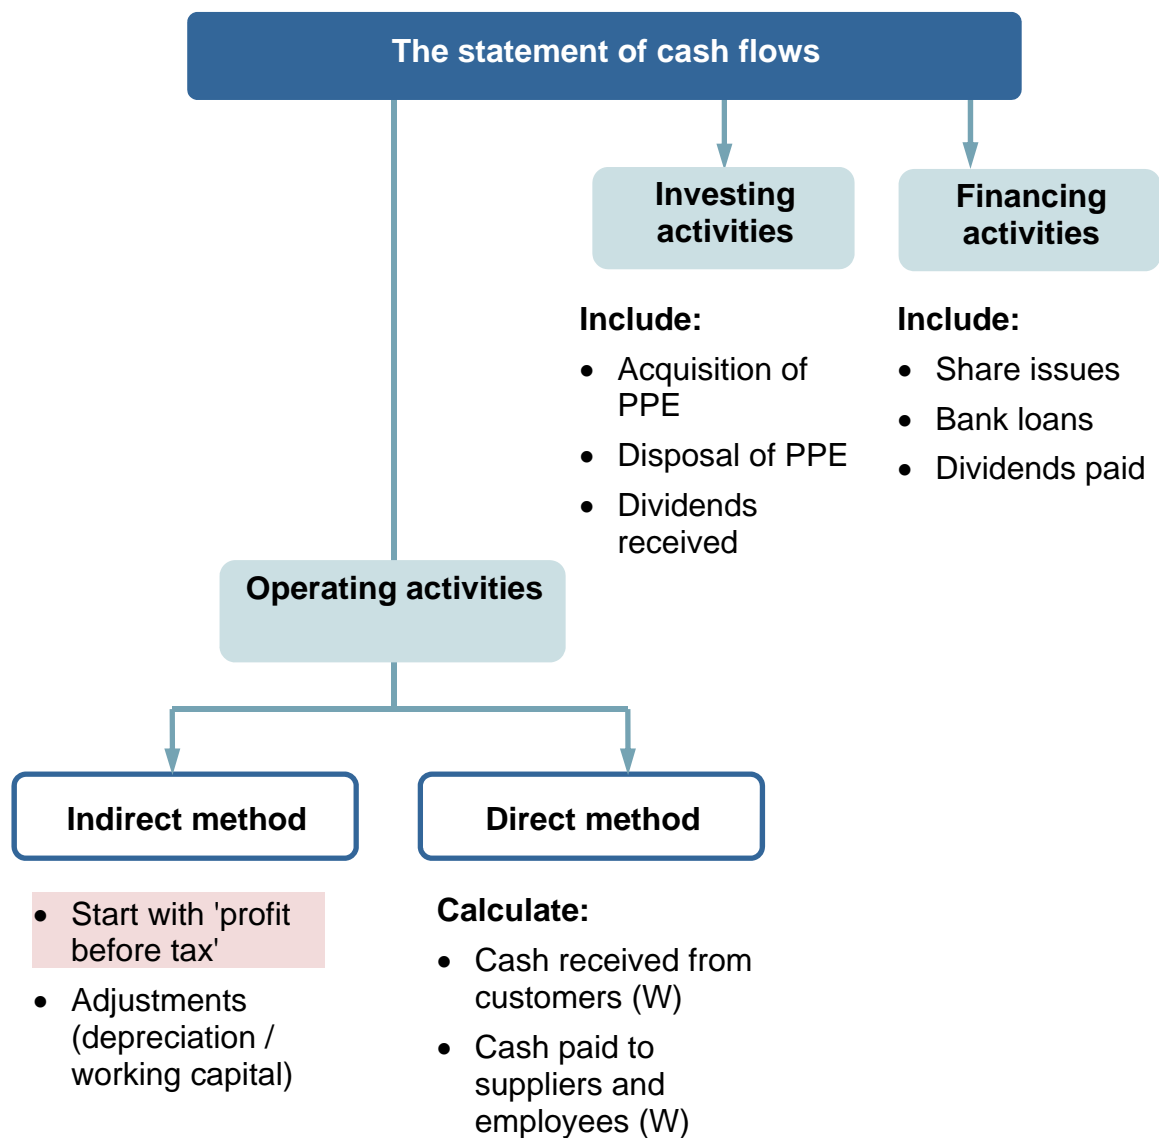 The statement of cash flows
Investing
activities
Financing
activities
Include:
• Acquisition of
PPE
• Disposal of PPE
• Dividends
received
Include:
• Share issues
• Bank loans
• Dividends paid
Operating activities
Indirect method
Direct method
• Start with 'profit
before tax'
• Adjustments
(depreciation /
working capital)
Calculate:
• Cash received from
customers (W)
• Cash paid to
suppliers and
employees (W)